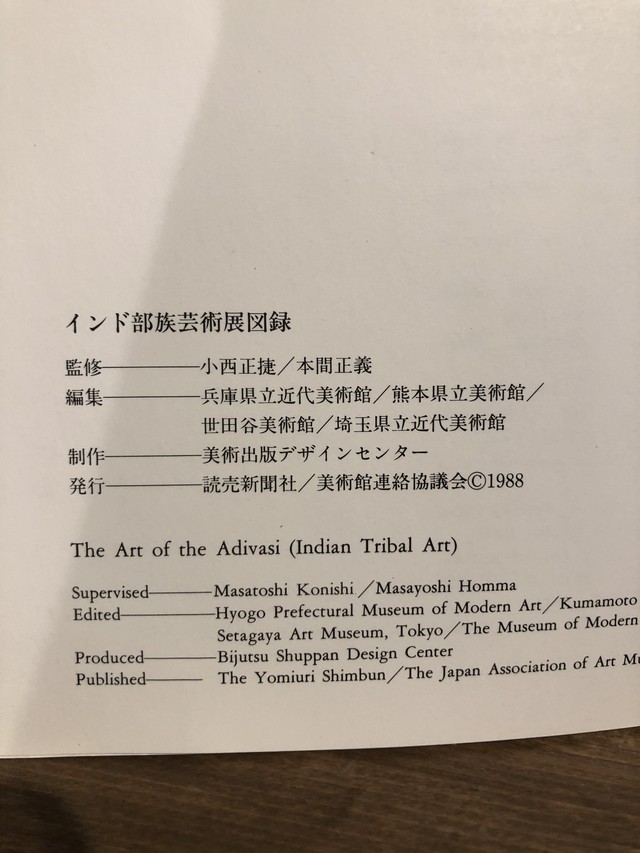 インド部族芸術展図録
監修————小西正捷／本間正義
編集————兵庫県立近代美術館／熊本県立美術館／
世田谷美術館／埼玉県立近代美術館
制作————美術出版デザインセンター
発行————読売新聞社／美術館連絡協議会©1988
The Art of the Adivasi (Indian Tribal Art)
Supervised———Masatoshi Konishi／Masayoshi Homma
Edited————Hyogo Prefectural Museum of Modern Art／Kumamoto
Setagaya Art Museum, Tokyo／The Museum of Modern
Produced———Bijutsu Shuppan Design Center
Published——— The Yomiuri Shimbun／The Japan Association of Art